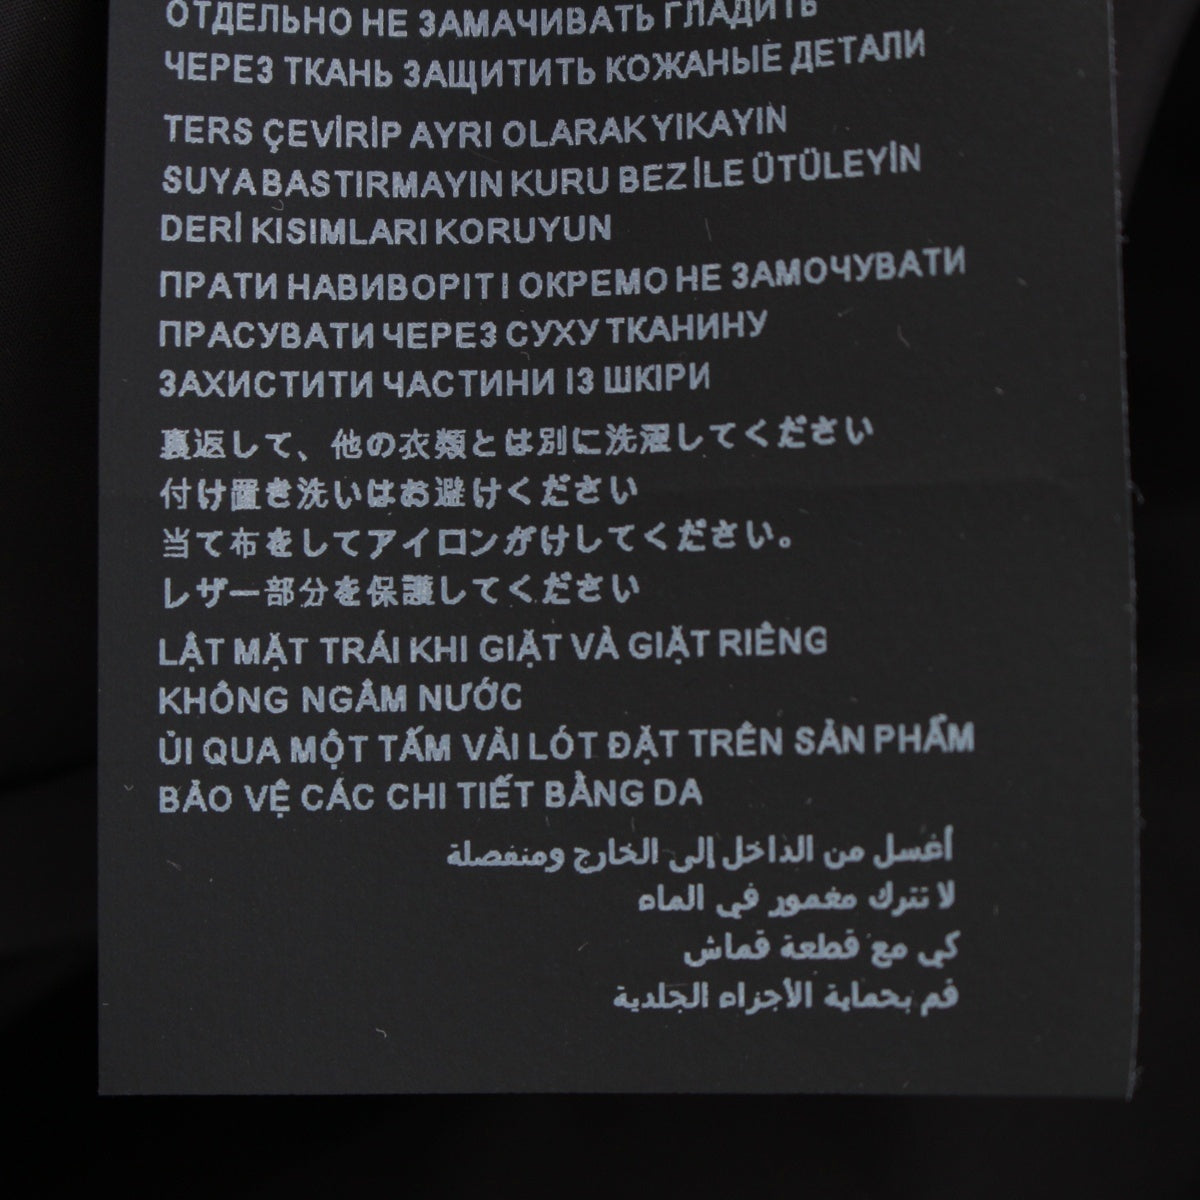 ОТДЕЛЬНО НЕ ЗАМАЧИВАТЬ ГЛАДИТЬ
ЧЕРЕЗ ТКАНЬ ЗАЩИТИТЬ КОЖАНЫЕ ДЕТАЛИ
TERS ÇEVİRİP AYRI OLARAK YIKAYIN
SUYA BASTIRMAYIN KURU BEZ İLE ÜTÜLEYİN
DERİ KISIMLARI KORUYUN
ПРАТИ НАВИВОРІТ І ОКРЕМО НЕ ЗАМОЧУВАТИ
ПРАСУВАТИ ЧЕРЕЗ СУХУ ТКАНИНУ
ЗАХИСТИТИ ЧАСТИНИ ІЗ ШКІРИ
裏返して、他の衣類とは別に洗濯してください
付け置き洗いはお避けください
当て布をしてアイロンがけしてください。
レザー部分を保護してください
LẬT MẶT TRÁI KHI GIẶT VÀ GIẶT RIÊNG
KHÔNG NGÂM NƯỚC
ỦI QUA MỘT TẤM VẢI LÓT ĐẶT TRÊN SẢN PHẨM
BẢO VỆ CÁC CHI TIẾT BẰNG DA
أغسل من الداخل إلى الخارج ومنفصلة
لا تترك مغمور في الماء
كي مع قطعة قماش
قم بحماية الأجزاء الجلدية